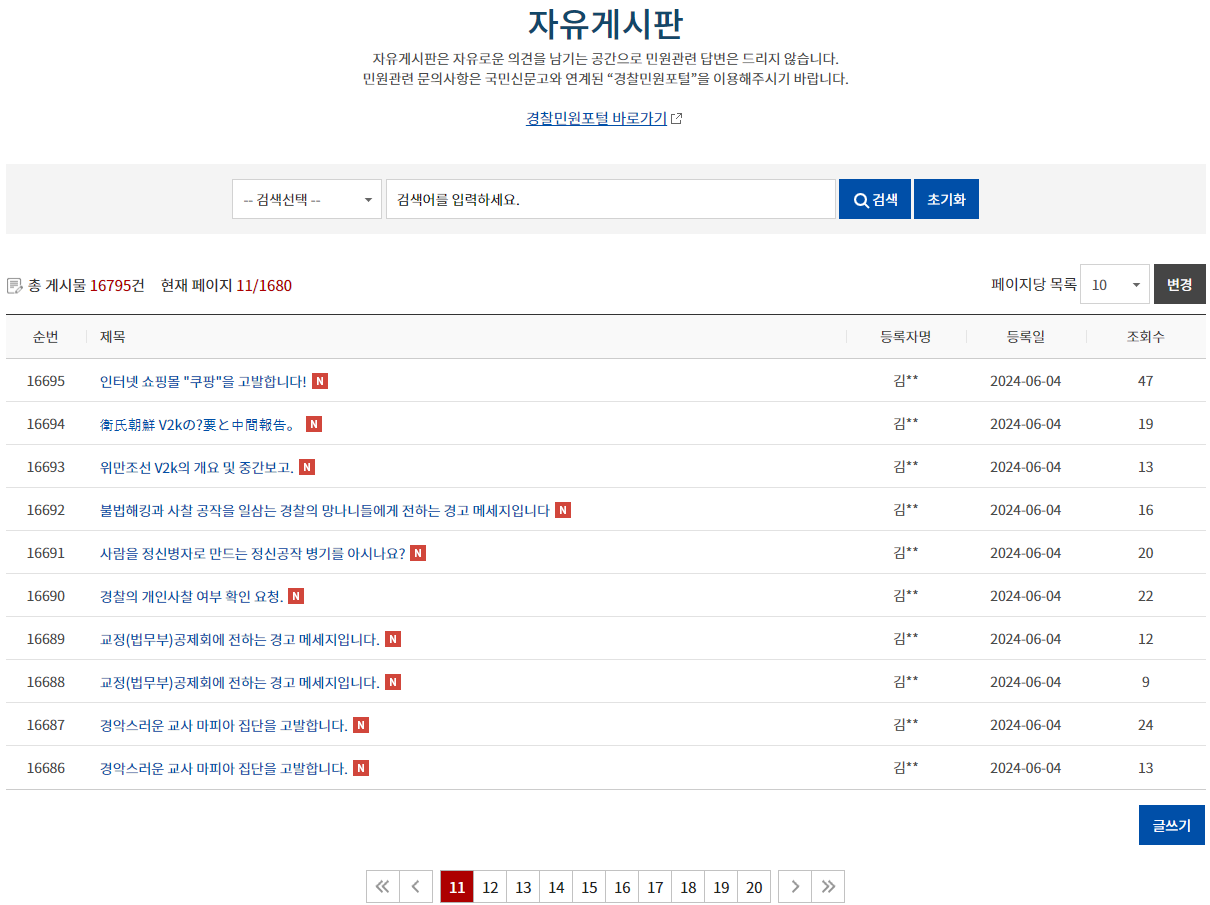 자유게시판
자유게시판은 자유로운 의견을 남기는 공간으로 민원관련 답변은 드리지 않습니다.
민원관련 문의사항은 국민신문고와 연계된 “경찰민원포털”을 이용해주시기 바랍니다.
경찰민원포털 바로가기
-- 검색선택 -- 검색어를 입력하세요. 검색 초기화
총 게시물 16795건 현재 페이지 11/1680 페이지당 목록 10 변경
순번 제목 등록자명 등록일 조회수
16695 인터넷 쇼핑몰 "쿠팡"을 고발합니다! N 김** 2024-06-04 47
16694 衛氏朝鮮 V2kの?要と中間報告。 N 김** 2024-06-04 19
16693 위만조선 V2k의 개요 및 중간보고. N 김** 2024-06-04 13
16692 불법해킹과 사찰 공작을 일삼는 경찰의 망나니들에게 전하는 경고 메세지입니다 N 김** 2024-06-04 16
16691 사람을 정신병자로 만드는 정신공작 병기를 아시나요? N 김** 2024-06-04 20
16690 경찰의 개인사찰 여부 확인 요청. N 김** 2024-06-04 22
16689 교정(법무부)공제회에 전하는 경고 메세지입니다. N 김** 2024-06-04 12
16688 교정(법무부)공제회에 전하는 경고 메세지입니다. N 김** 2024-06-04 9
16687 경악스러운 교사 마피아 집단을 고발합니다. N 김** 2024-06-04 24
16686 경악스러운 교사 마피아 집단을 고발합니다. N 김** 2024-06-04 13
글쓰기
11 12 13 14 15 16 17 18 19 20